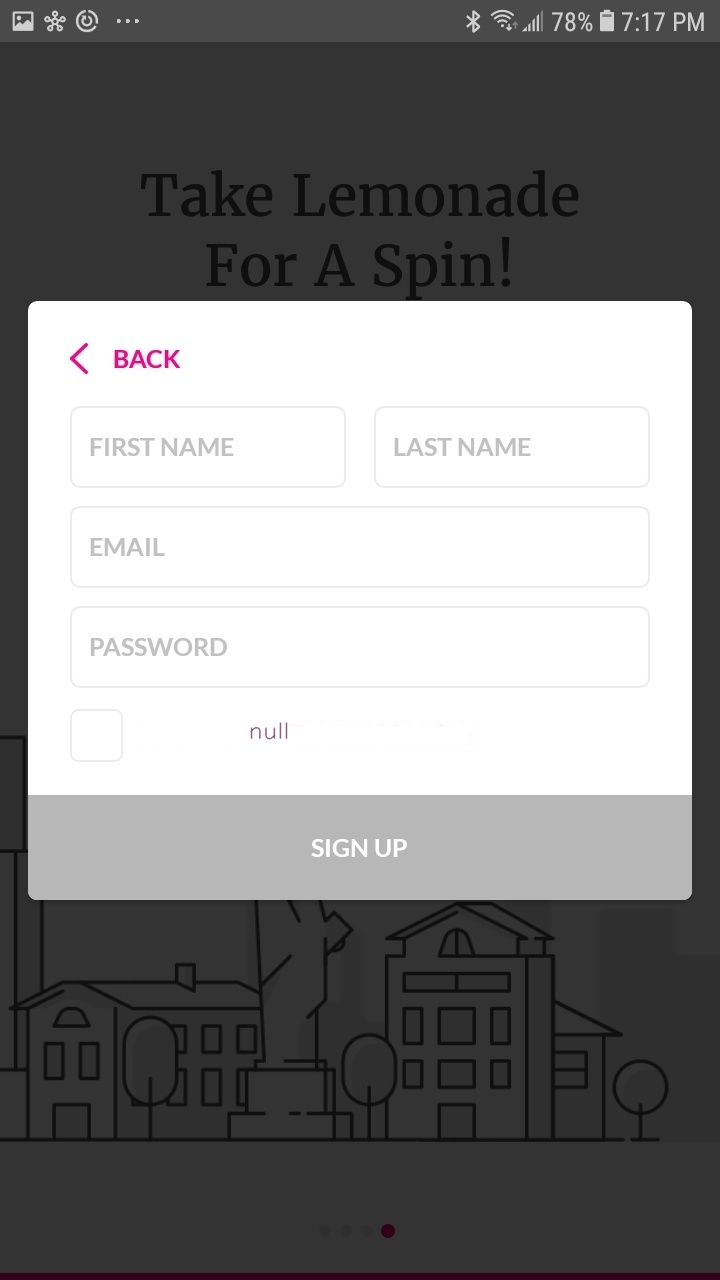 78% 7:17 PM
Take Lemonade
For A Spin!
BACK
FIRST NAME
LAST NAME
EMAIL
PASSWORD
null
SIGN UP